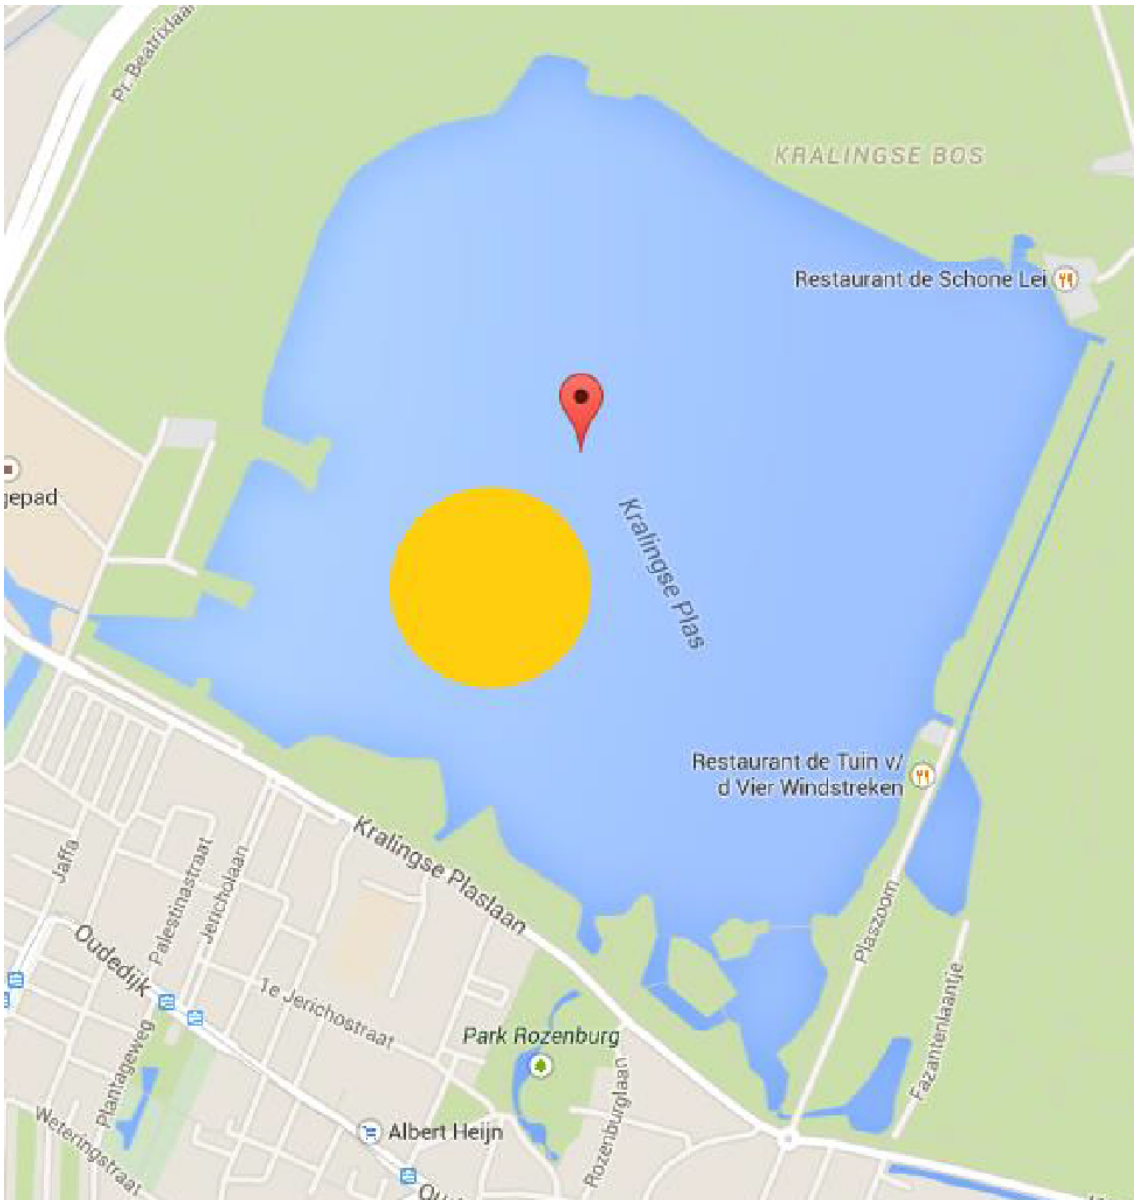 Pr. Beatrixlaan
KRALINGSE BOS
Restaurant de Schone Lei
gepad
Kralingse Plas
Restaurant de Tuin v/
d Vier Windstreken
Kralingse Plaslaan
Jaffa
Palestinastraat
Jericholaan
Plaszoom
Oudedijk
1e Jerichostraat
Fazantenlaantje
Park Rozenburg
Plantageweg
Rozenburglaan
Weteringstraat
Albert Heijn